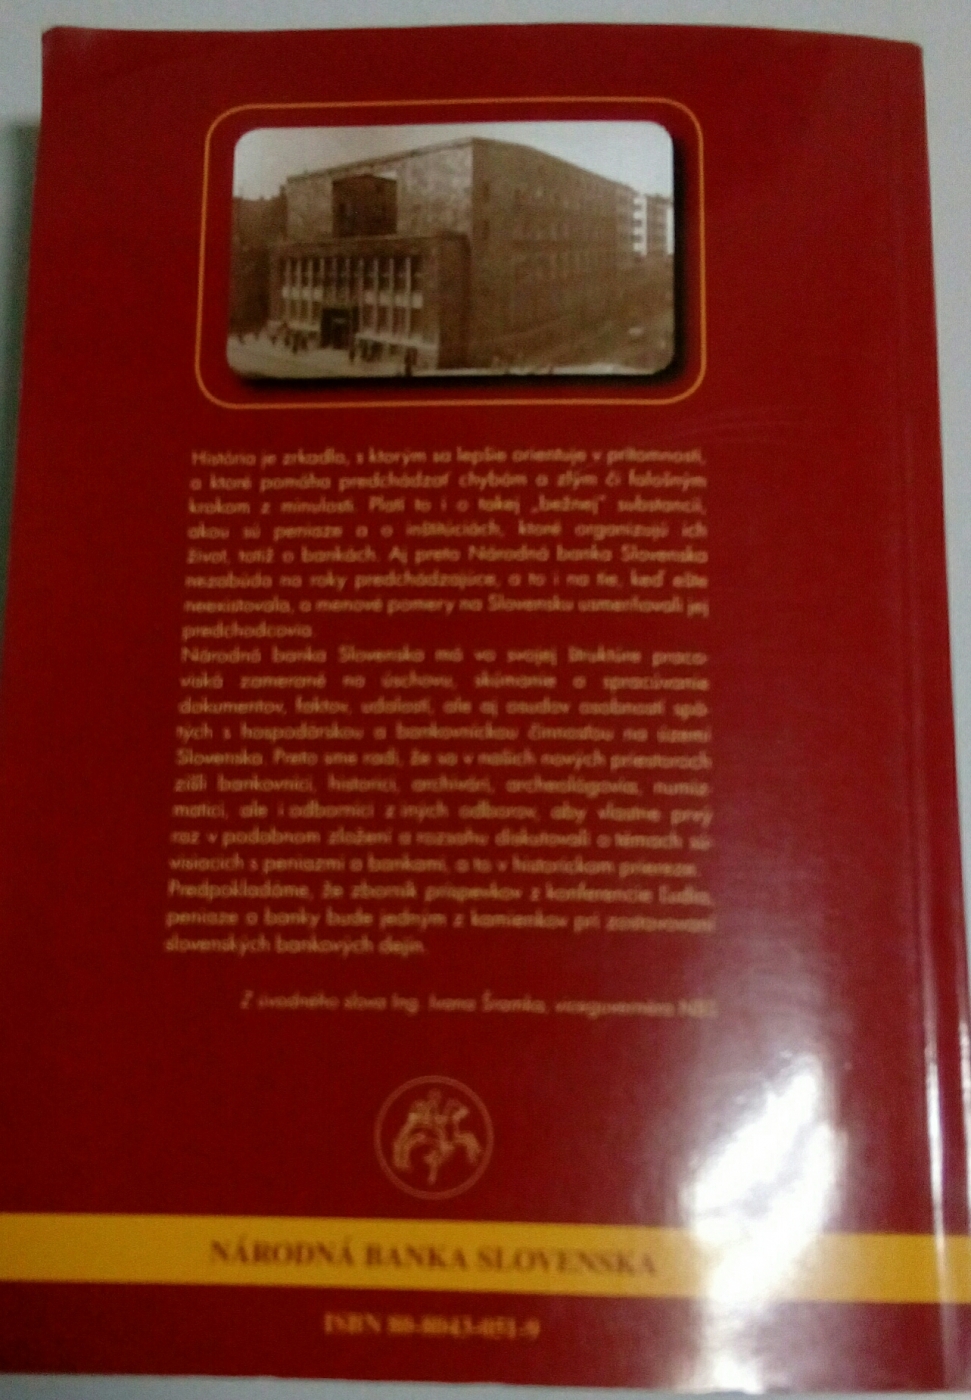 História je zrkadlo, s ktorým sa lepšie orientuje v prítomnosti,
a ktoré pomáha predchádzať chybám a zlým či falošným
krokom z minulosti. Platí to i o takej „bežnej“ substancii,
akou sú peniaze a o inštitúciách, ktoré organizujú ich
život, totiž o bankách. Aj preto Národná banka Slovenska
nezabúda na roky predchádzajúce, a to i na tie, keď ešte
neexistovala, a menové pomery na Slovensku usmerňovali jej
predchodcovia.
Národná banka Slovenska má vo svojej štruktúre praco-
viská zamerané na úschovu, skúmanie a spracúvanie
dokumentov, faktov, udalostí, ale aj osudov osobností spä-
tých s hospodárskou a bankovníckou činnosťou na území
Slovenska. Preto sme radi, že sa v našich nových priestoroch
zišli bankovníci, historici, archivári, archeológovia, numiz-
matici, ale i odborníci z iných odborov, aby vlastne prvý
raz v podobnom zložení a rozsahu diskutovali o témach sú-
visiacich s peniazmi a bankami, a to v historickom priereze.
Predpokladáme, že zborník príspevkov z konferencie Ľudia,
peniaze a banky bude jedným z kamienkov pri zostavovaní
slovenských bankových dejín.
Z úvodného slova Ing. Ivana Šramka, viceguvernéra NBS
NÁRODNÁ BANKA SLOVENSKA
ISBN 80-8043-051-9